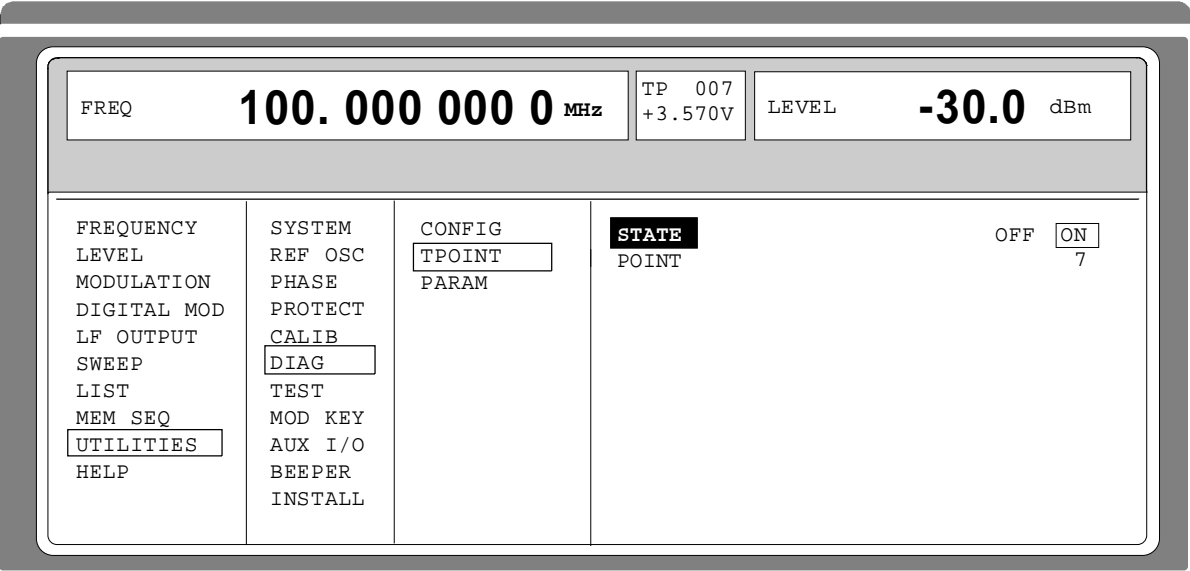 FREQ 100. 000 000 0 MHz
TP 007
+3.570V
LEVEL -30.0 dBm
FREQUENCY
LEVEL
MODULATION
DIGITAL MOD
LF OUTPUT
SWEEP
LIST
MEM SEQ
UTILITIES
HELP
SYSTEM
REF OSC
PHASE
PROTECT
CALIB
DIAG
TEST
MOD KEY
AUX I/O
BEEPER
INSTALL
CONFIG
TPOINT
PARAM
STATE OFF ON
POINT 7